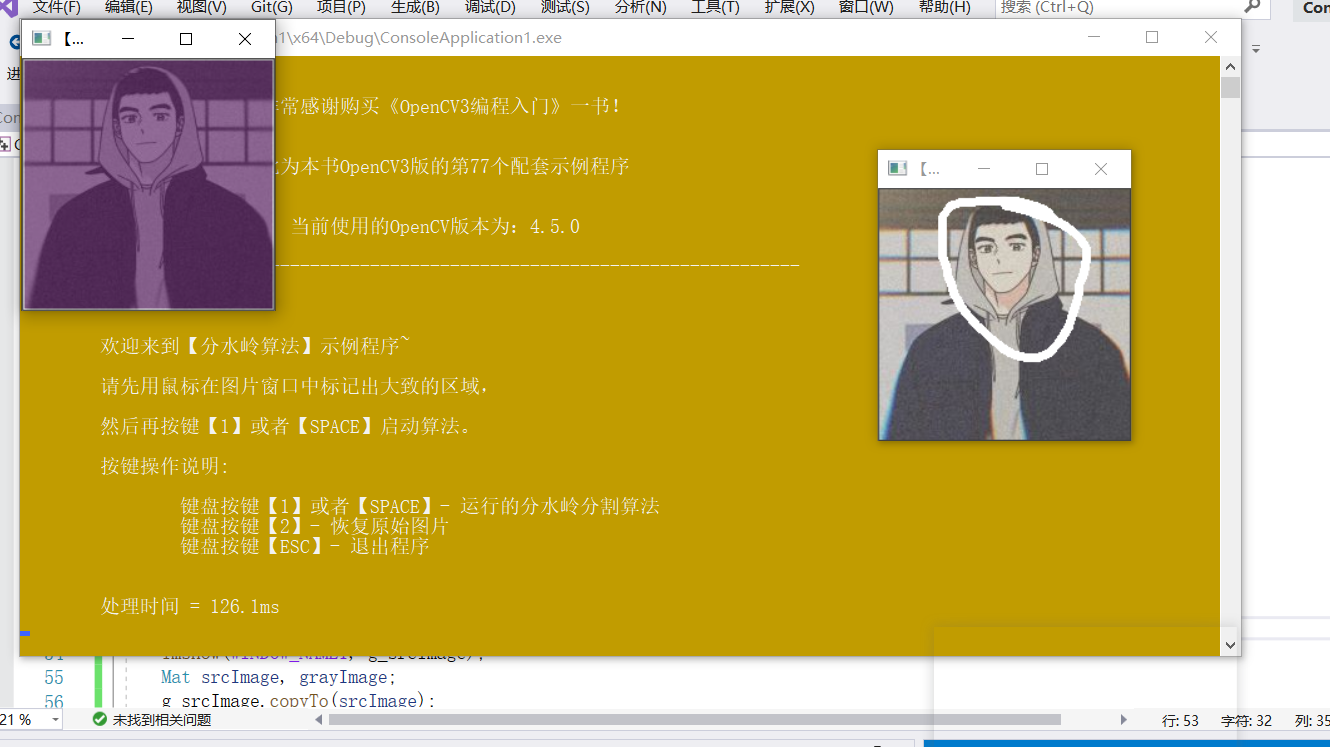 文件(F) 编辑(E) 视图(V) Git(G) 项目(P) 生成(B) 调试(D) 测试(S) 分析(N) 工具(T) 扩展(X) 窗口(W) 帮助(H) 搜索 (Ctrl+Q) Con
【...
1\x64\Debug\ConsoleApplication1.exe
进
Con
常感谢购买《OpenCV3编程入门》一书！
为本书OpenCV3版的第77个配套示例程序
【...
当前使用的OpenCV版本为：4.5.0
--------------------------------------------------------
欢迎来到【分水岭算法】示例程序~
请先用鼠标在图片窗口中标记出大致的区域，
然后再按键【1】或者【SPACE】启动算法。
按键操作说明:
键盘按键【1】或者【SPACE】- 运行的分水岭分割算法
键盘按键【2】- 恢复原始图片
键盘按键【ESC】- 退出程序
处理时间 = 126.1ms
55 Mat srcImage, grayImage;
56 g_srcImage.copyTo(srcImage);
21 % 未找到相关问题 行: 53 字符: 32 列: 35